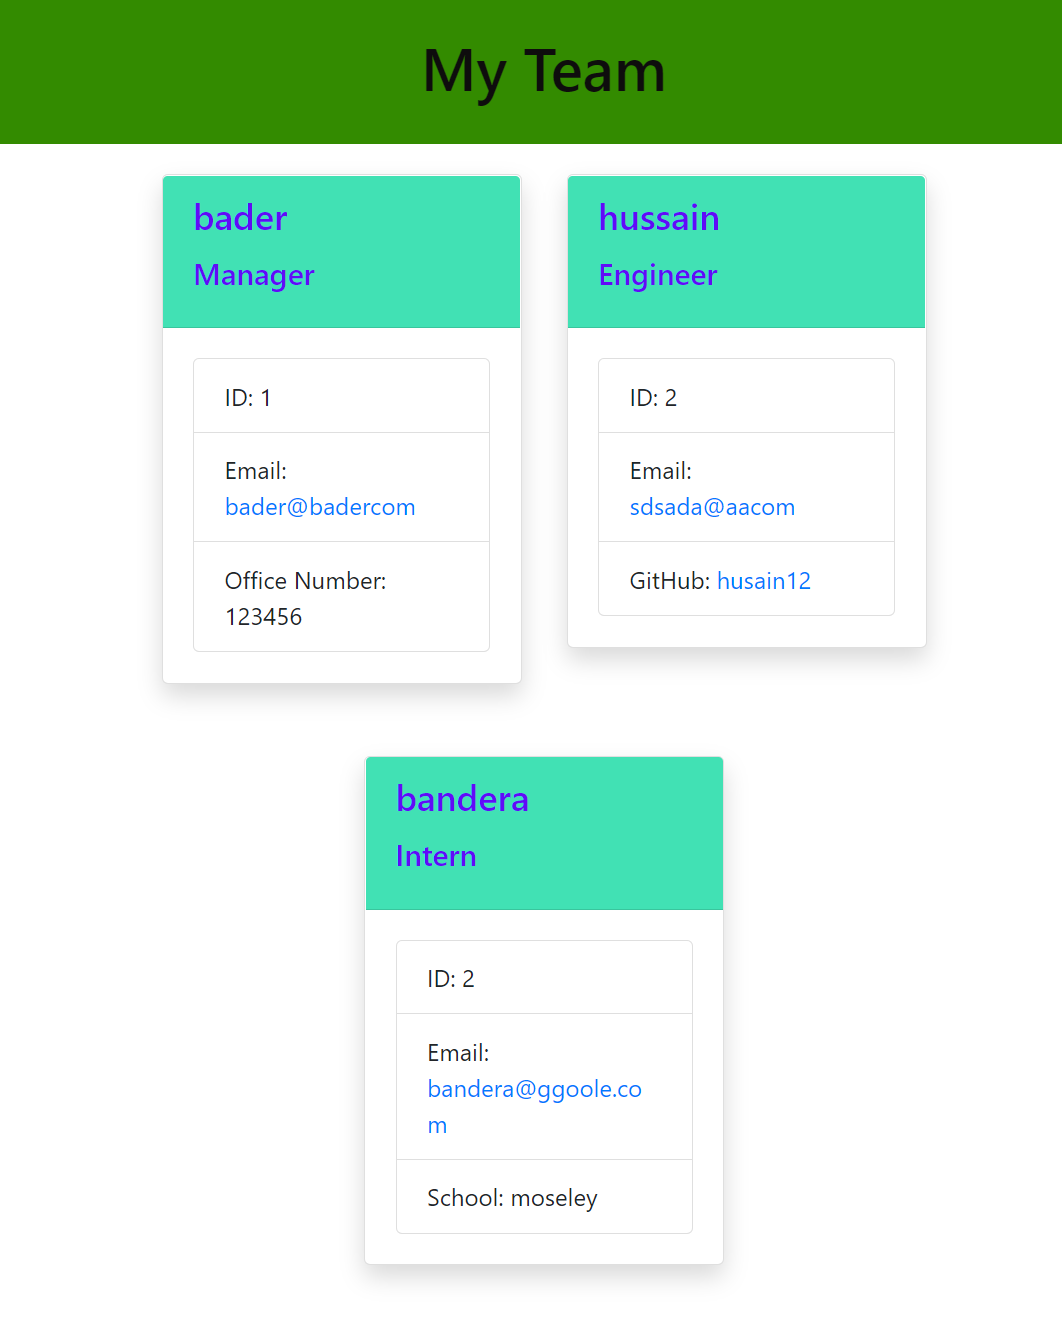 My Team
bader
Manager
ID: 1
Email:
bader@badercom
Office Number:
123456
hussain
Engineer
ID: 2
Email:
sdsada@aacom
GitHub: husain12
bandera
Intern
ID: 2
Email:
bandera@ggoole.co
m
School: moseley